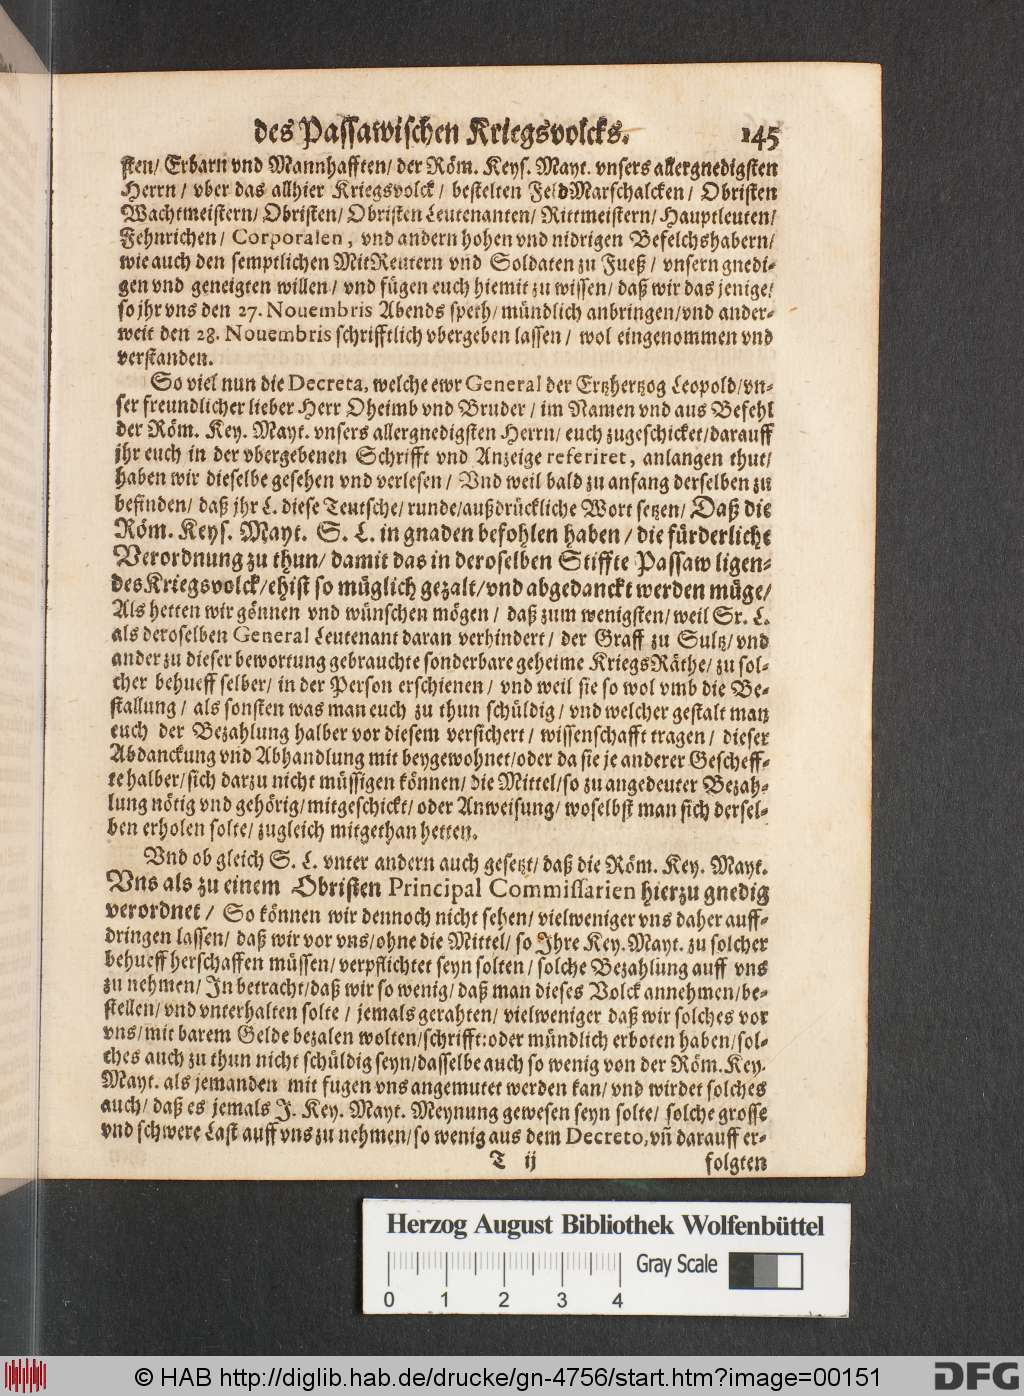 des Passawischen Kriegsvolcks. 145
sten/ Erbarn vnd Mannhafften/ der Röm. Keys. Mayt. vnsers allergnedigsten
Herrn / vber das allhier Kriegsvolck / bestelten FeldMarschalcken / Obristen
Wachtmeistern/ Obristen/ Obristen Leutenanten/ Rittmeistern/ Hauptleuten/
Fehnrichen/ Corporalen, vnd andern hohen vnd nidrigen Befelchshabern/
wie auch den semptlichen MitReutern vnd Soldaten zu Fueß / vnsern gnedi-
gen vnd geneigten willen / vnd fügen euch hiemit zu wissen/ daß wir das jenige/
so jhr vns den 27. Nouembris Abends speth/ mündlich anbringen/ vnd ander-
weit den 28. Nouembris schrifftlich vbergeben lassen / wol eingenommen vnd
verstanden.
So viel nun die Decreta, welche ewr General der Ertzhertzog Leopold/ vn-
ser freundlicher lieber Herr Oheimb vnd Bruder / im Namen vnd aus Befehl
der Röm. Key. Mayt. vnsers allergnedigsten Herrn/ euch zugeschicket/ darauff
jhr euch in der vbergebenen Schrifft vnd Anzeige referiret, anlangen thut/
haben wir dieselbe gesehen vnd verlesen / Vnd weil bald zu anfang derselben zu
befinden/ daß jhr L. diese Teutsche/ runde/ außdrückliche Wort setzen/ Daß die
Röm. Keys. Mayt. S. L. in gnaden befohlen haben / die fürderliche
Verordnung zu thun/ damit das in deroselben Stiffte Passaw ligen-
des Kriegsvolck/ ehist so müglich gezalt/ vnd abgedanckt werden müge/
Als hetten wir gönnen vnd wünschen mögen / daß zum wenigsten/ weil Sr. L.
als deroselben General Leutenant daran verhindert / der Graff zu Sultz/ vnd
ander zu dieser beworbung gebrauchte sonderbare geheime KriegsRäthe/ zu sol-
cher behueff selber/ in der Person erschienen / vnd weil sie so wol vmb die Be-
stallung / als sonsten was man euch zu thun schüldig / vnd welcher gestalt man
euch der Bezahlung halber vor diesem versichert / wissenschafft tragen / dieser
Abdanckung vnd Abhandlung mit beygewohnet/ oder da sie je anderer Gescheff-
te halber/ sich darzu nicht müssigen können/ die Mittel/ so zu angedeuter Bezah-
lung nötig vnd gehörig/ mitgeschickt/ oder Anweisung/ woselbst man sich dersel-
ben erholen solte/ zugleich mitgethan hetten.
Vnd ob gleich S. L. vnter andern auch gesetzt/ daß die Röm. Key. Mayt.
Vns als zu einem Obristen Principal Commissarien hierzu gnedig
verordnet / So können wir dennoch nicht sehen/ vielweniger vns daher auff-
dringen lassen/ daß wir vor vns/ ohne die Mittel/ so Ihre Key. Mayt. zu solcher
behueff herschaffen müssen/ verpflichtet seyn solten / solche Bezahlung auff vns
zu nehmen/ In betracht/ daß wir so wenig/ daß man dieses Volck annehmen/ be-
stellen/ vnd vnterhalten solte / jemals gerahten/ vielweniger daß wir solches vor
vns/ mit barem Gelde bezalen wolten/ schrifft: oder mündlich erboten haben/ sol-
ches auch zu thun nicht schüldig seyn/ dasselbe auch so wenig von der Röm. Key.
Mayt. als jemanden mit fugen vns angemutet werden kan/ vnd wirdet solches
auch/ daß es jemals J. Key. Mayt. Meynung gewesen seyn solte/ solche grosse
vnd schwere Last auff vns zu nehmen/ so wenig aus dem Decreto, vñ darauff er-
T ij folgten
Herzog August Bibliothek Wolfenbüttel
Gray Scale
0 1 2 3 4
© HAB http://diglib.hab.de/drucke/gn-4756/start.htm?image=00151 DFG